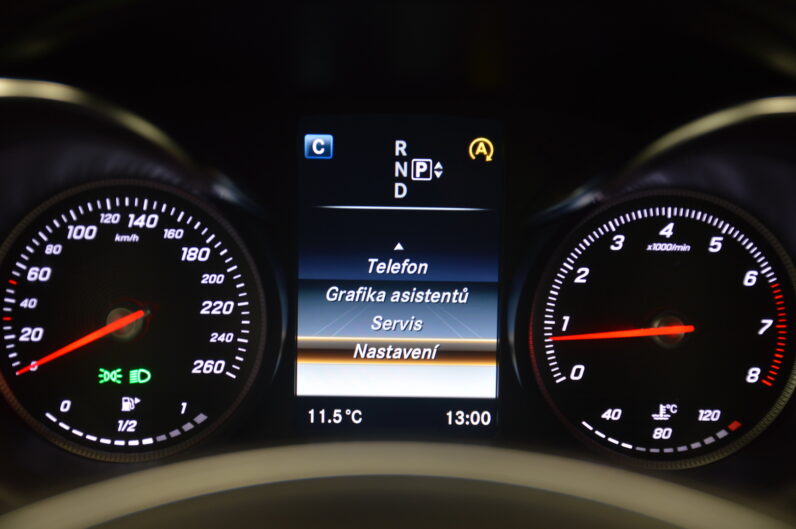 0
20
40
60
80
100
120
140
160
180
200
220
240
260
km/h
0
1/2
1
C
R
N P
D
A
Telefon
Grafika asistentů
Servis
Nastavení
11.5°C 13:00
0
1
2
3
4
5
6
7
8
x1000/min
40
°C
80
120